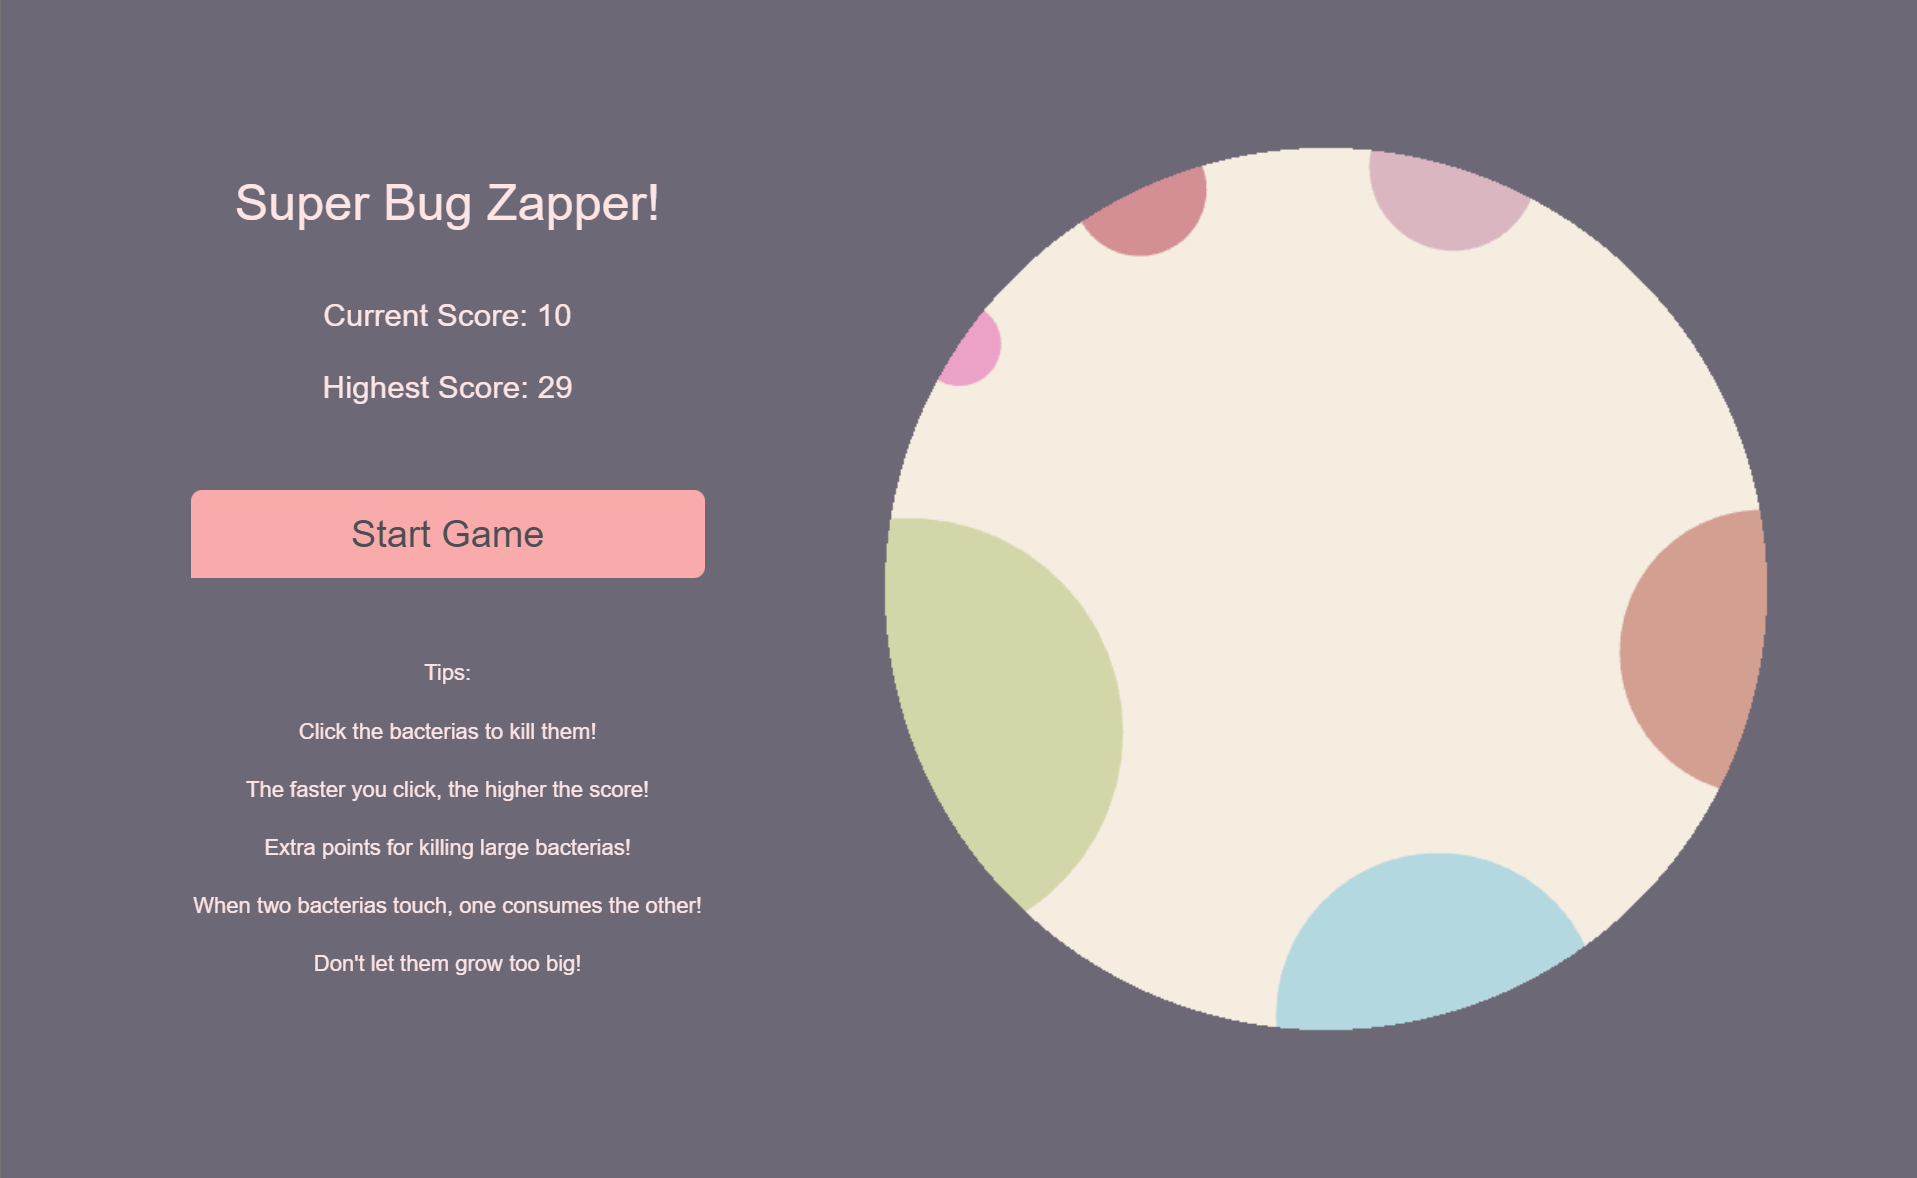 Super Bug Zapper!
Current Score: 10
Highest Score: 29
Start Game
Tips:
Click the bacterias to kill them!
The faster you click, the higher the score!
Extra points for killing large bacterias!
When two bacterias touch, one consumes the other!
Don't let them grow too big!